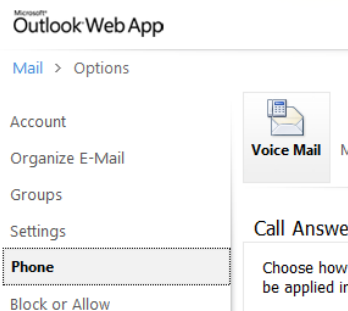 Microsoft®
Outlook Web App
Mail > Options
Account
Organize E-Mail
Groups
Settings
Phone
Block or Allow
Voice Mail
Call Answe
Choose how
be applied